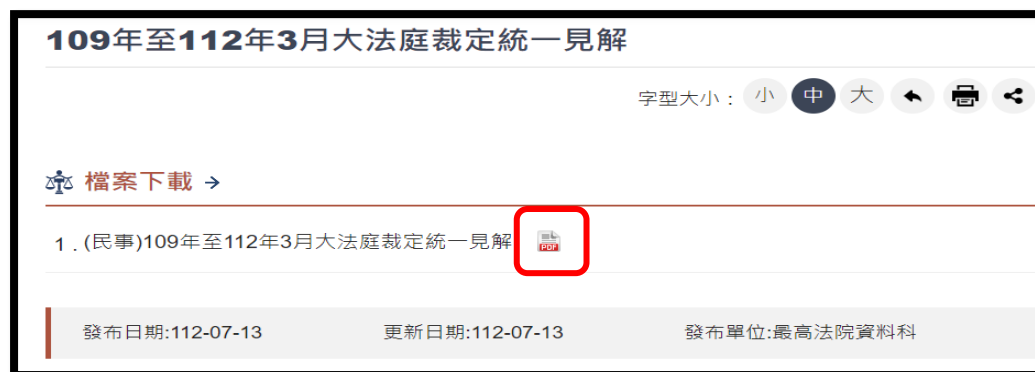 109年至112年3月大法庭裁定統一見解
字型大小： 小 中 大
檔案下載
1. (民事)109年至112年3月大法庭裁定統一見解 PDF
發布日期:112-07-13 更新日期:112-07-13 發布單位:最高法院資料科